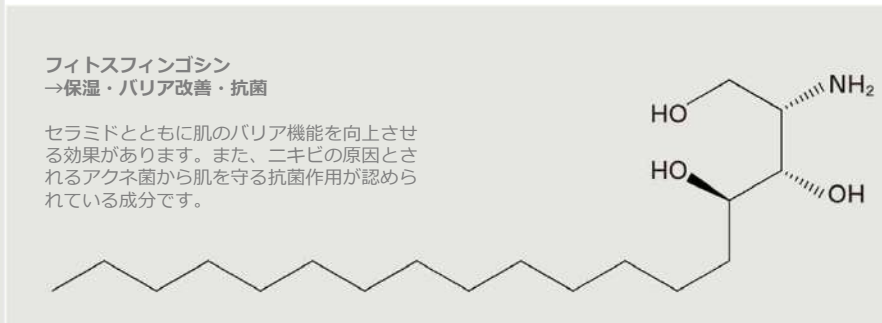 フィトスフィンゴシン
→保湿・バリア改善・抗菌
セラミドとともに肌のバリア機能を向上させ
る効果があります。また、ニキビの原因とさ
れるアクネ菌から肌を守る抗菌作用が認めら
れている成分です。
NH₂
HO
HO
OH